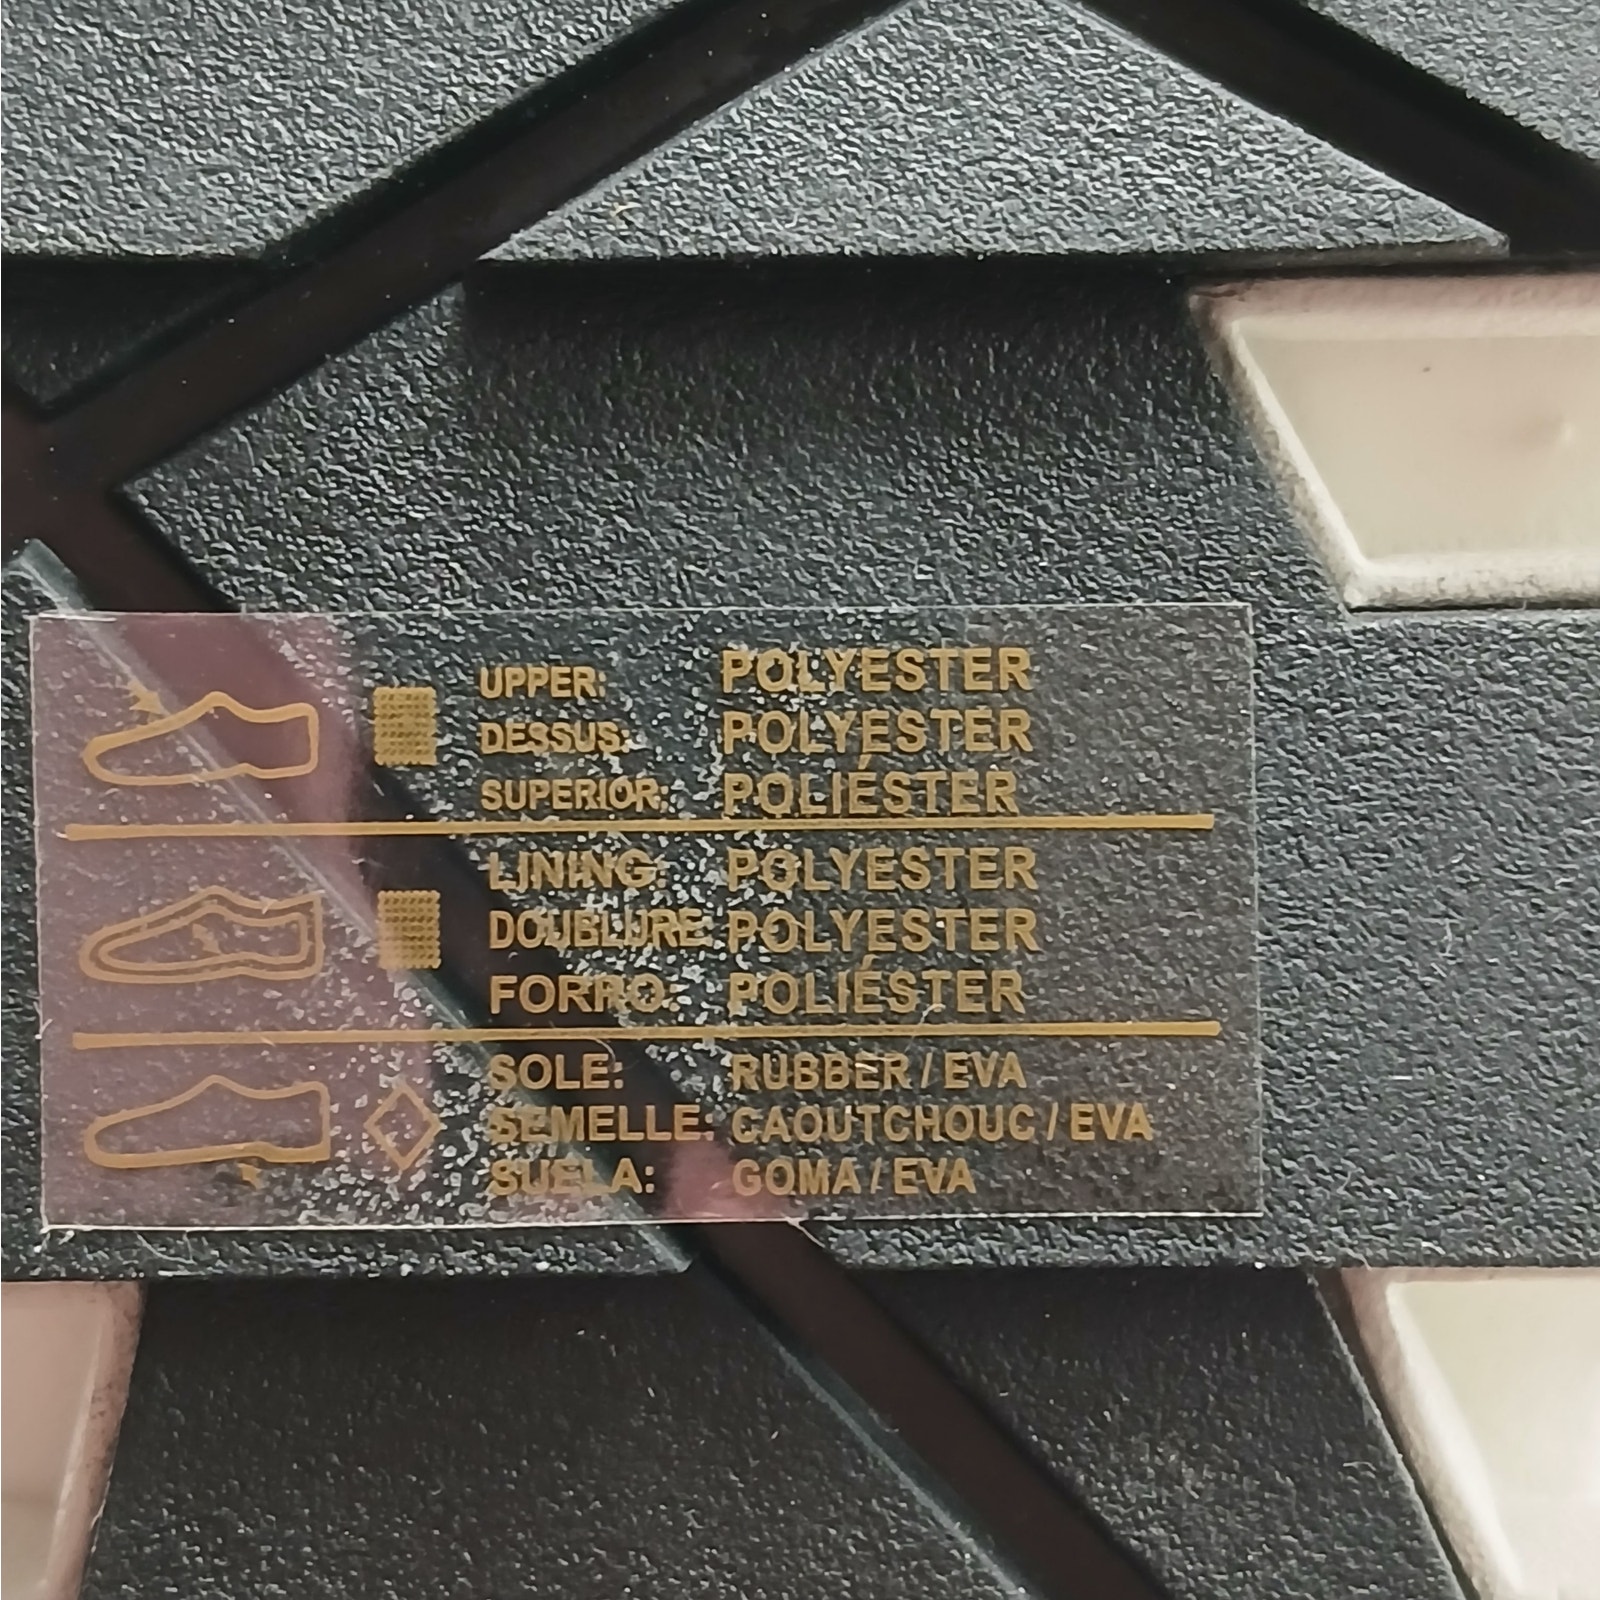 UPPER: POLYESTER
DESSUS: POLYESTER
SUPERIOR: POLIÉSTER
LINING: POLYESTER
DOUBLURE: POLYESTER
FORRO: POLIÉSTER
SOLE: RUBBER / EVA
SEMELLE: CAOUTCHOUC / EVA
SUELA: GOMA / EVA